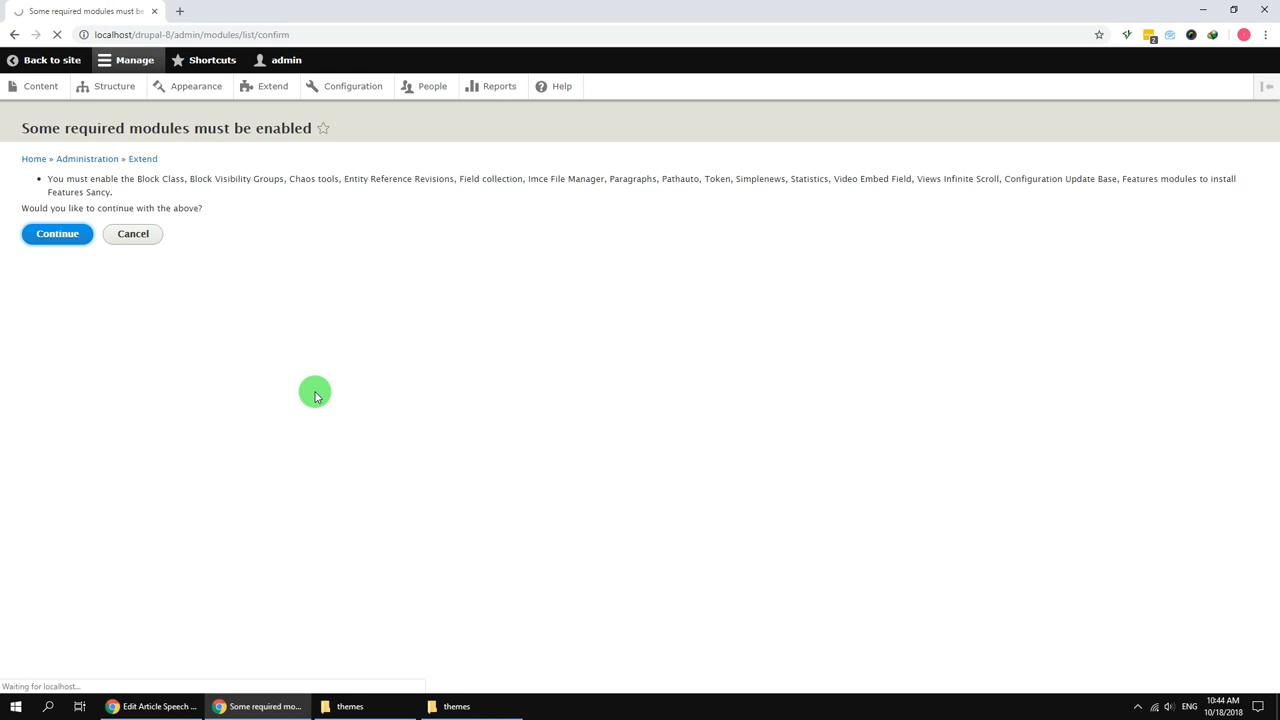 Some required modules must be
localhost/drupal-8/admin/modules/list/confirm
2
Back to site Manage Shortcuts admin
Content Structure Appearance Extend Configuration People Reports Help
Some required modules must be enabled
Home » Administration » Extend
• You must enable the Block Class, Block Visibility Groups, Chaos tools, Entity Reference Revisions, Field collection, Imce File Manager, Paragraphs, Pathauto, Token, Simplenews, Statistics, Video Embed Field, Views Infinite Scroll, Configuration Update Base, Features modules to install
Features Sancy.
Would you like to continue with the above?
Continue Cancel
Waiting for localhost...
Edit Article Speech ... Some required mo... themes themes ENG 10:44 AM
10/18/2018